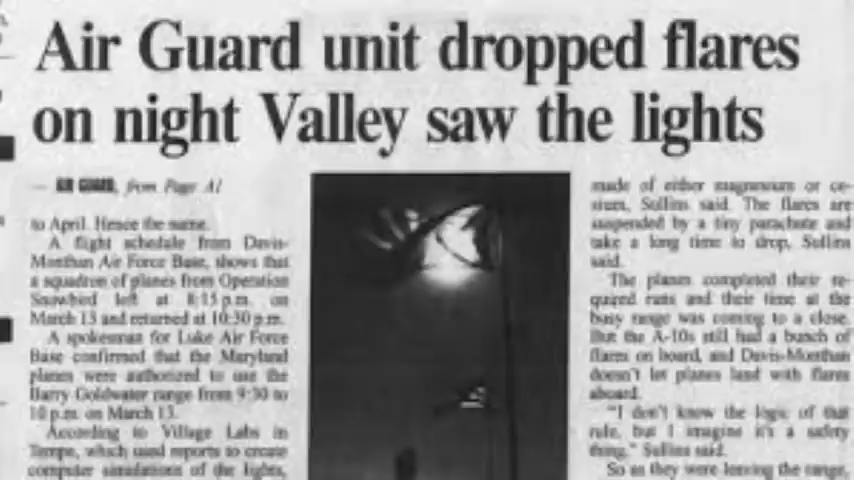 Air Guard unit dropped flares
on night Valley saw the lights
— AIR GUARD, from Page A1
to April. Hence the name.
A flight schedule from Davis-
Monthan Air Force Base, shows that
a squadron of planes from Operation
Snowbird left at 8:15 p.m. on
March 13 and returned at 10:30 p.m.
A spokesman for Luke Air Force
Base confirmed that the Maryland
planes were authorized to use the
Barry Goldwater range from 9:30 to
10 p.m. on March 13.
According to Village Labs in
Tempe, which used reports to create
computer simulations of the lights,
made of either magnesium or ce-
sium, Sullins said. The flares are
suspended by a tiny parachute and
take a long time to drop, Sullins
said.
The planes completed their re-
quired runs and their time at the
busy range was coming to a close.
But the A-10s still had a bunch of
flares on board, and Davis-Monthan
doesn't let planes land with flares
aboard.
"I don't know the logic of that
rule, but I imagine it's a safety
thing," Sullins said.
So as they were leaving the range,